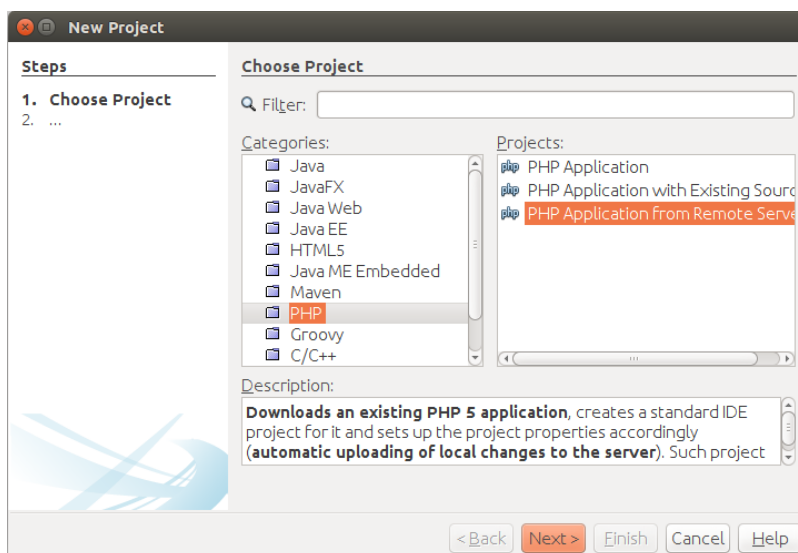 New Project
Steps
1. Choose Project
2. ...
Choose Project
Filter:
Categories:
Java
JavaFX
Java Web
Java EE
HTML5
Java ME Embedded
Maven
PHP
Groovy
C/C++
Projects:
php PHP Application
php PHP Application with Existing Sourc
php PHP Application from Remote Serve
Description:
Downloads an existing PHP 5 application, creates a standard IDE
project for it and sets up the project properties accordingly
(automatic uploading of local changes to the server). Such project
< Back Next > Finish Cancel Help